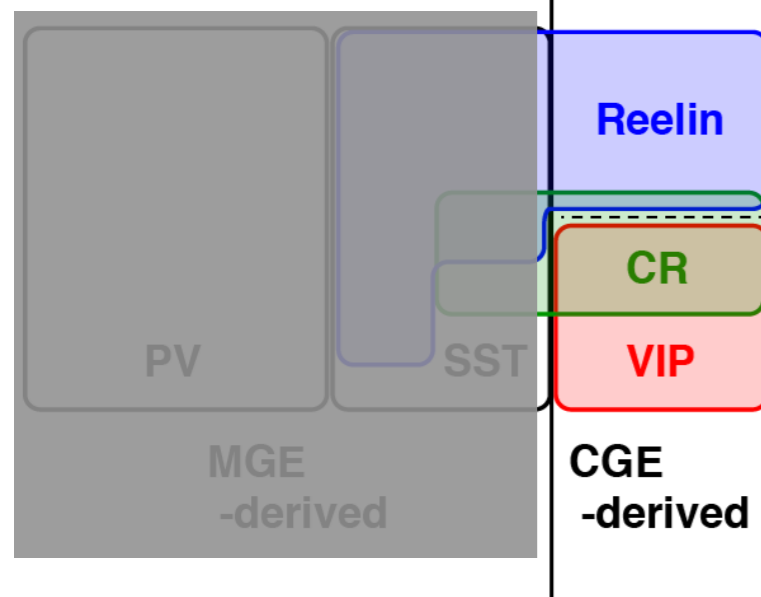 Reelin
CR
PV
SST
VIP
MGE
-derived
CGE
-derived